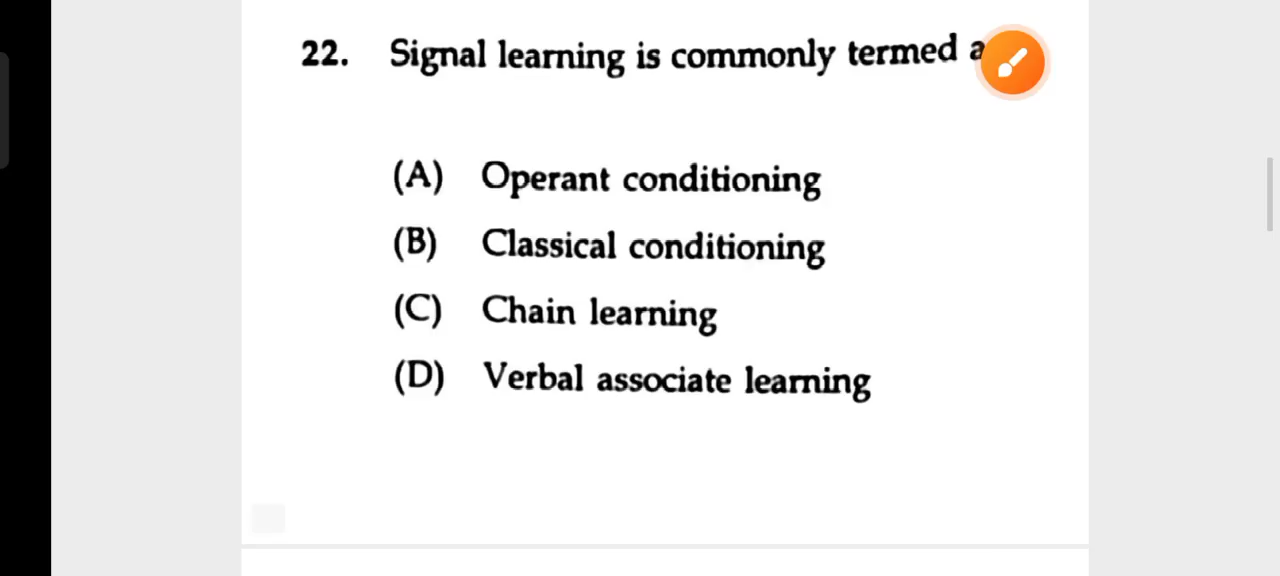 22. Signal learning is commonly termed
(A) Operant conditioning
(B) Classical conditioning
(C) Chain learning
(D) Verbal associate learning